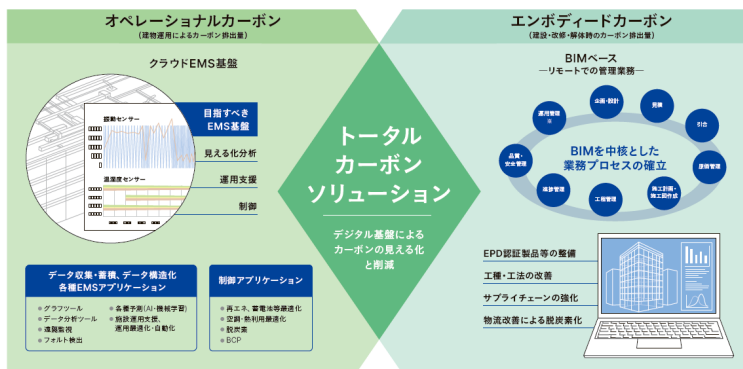 オペレーショナルカーボン
（建物運用によるカーボン排出量）
クラウドEMS基盤
振動センサー
温湿度センサー
目指すべき
EMS基盤
見える化分析
運用支援
制御
データ収集・蓄積、データ構造化
各種EMSアプリケーション
●グラフツール
●データ分析ツール
●遠隔監視
●フォルト検出
●各種予測(AI・機械学習)
●施設運用支援、
運用最適化・自動化
制御アプリケーション
●再エネ、蓄電池等最適化
●空調・熱利用最適化
●脱炭素
●BCP
トータル
カーボン
ソリューション
デジタル基盤による
カーボンの見える化
と削減
エンボディードカーボン
（建設・改修・解体時のカーボン排出量）
BIMベース
―リモートでの管理業務―
企画・設計
見積
引合
原価管理
施工計画・
施工図作成
工程管理
進捗管理
品質・
安全管理
運用管理
※
BIMを中核とした
業務プロセスの確立
EPD認証製品等の整備
工種・工法の改善
サプライチェーンの強化
物流改善による脱炭素化